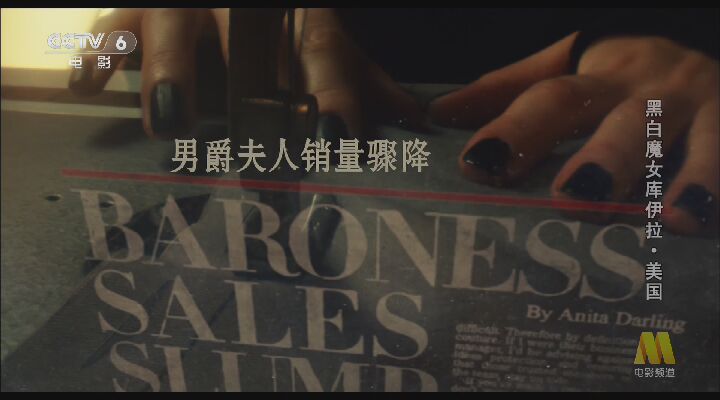 CCTV 6
电影
男爵夫人销量骤降
BARONESS
SALES
SLUMP
By Anita Darling
黑白魔女库伊拉·美国
电影频道